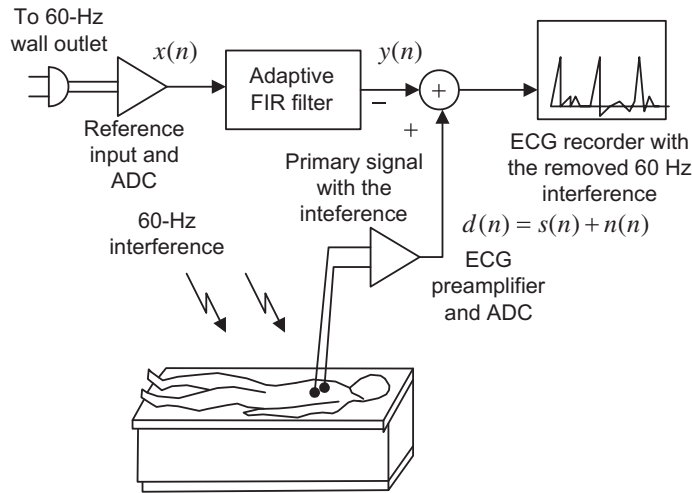 To 60-Hz
wall outlet
x(n)
Adaptive
FIR filter
y(n)
−
+
+
Reference
input and
ADC
Primary signal
with the
inteference
ECG recorder with
the removed 60 Hz
interference
60-Hz
interference
d(n) = s(n) + n(n)
ECG
preamplifier
and ADC